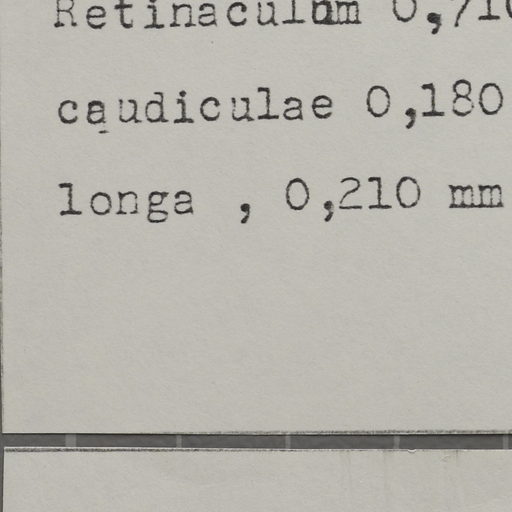 Retinaculum 0,710
caudiculae 0,180
longa , 0,210 mm